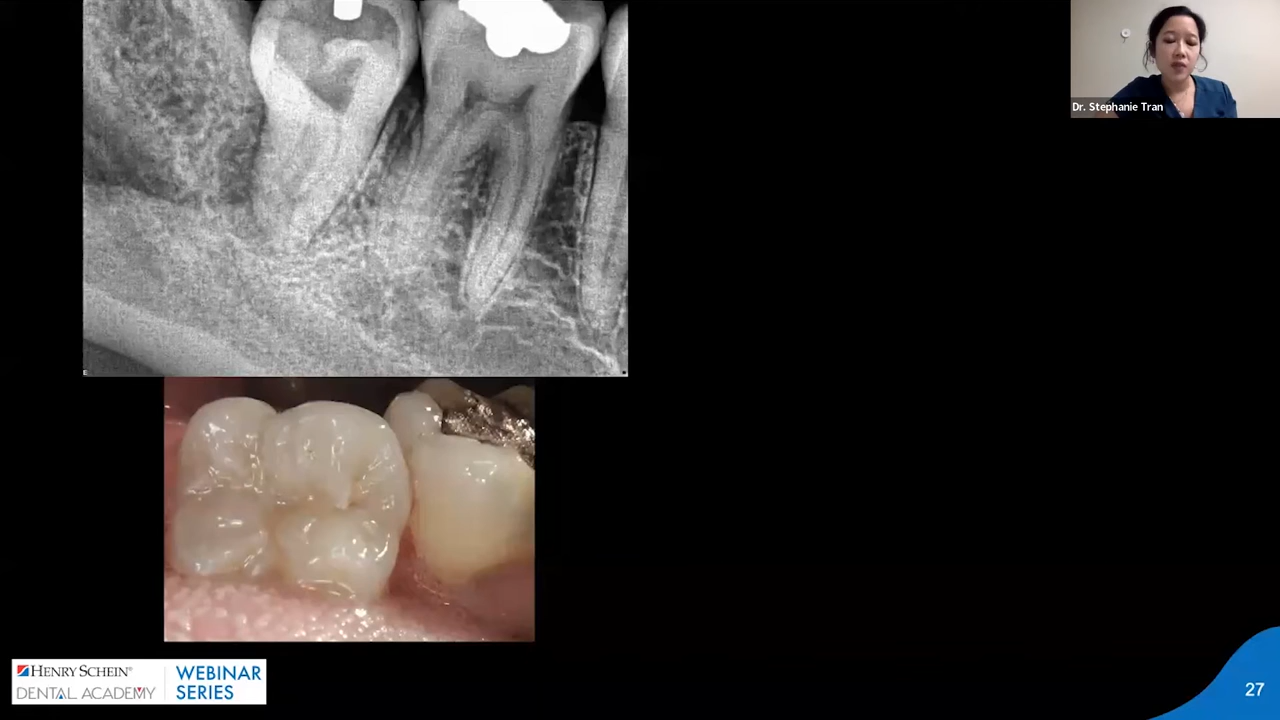 Dr. Stephanie Tran
HENRY SCHEIN®
DENTAL ACADEMY
WEBINAR
SERIES
27